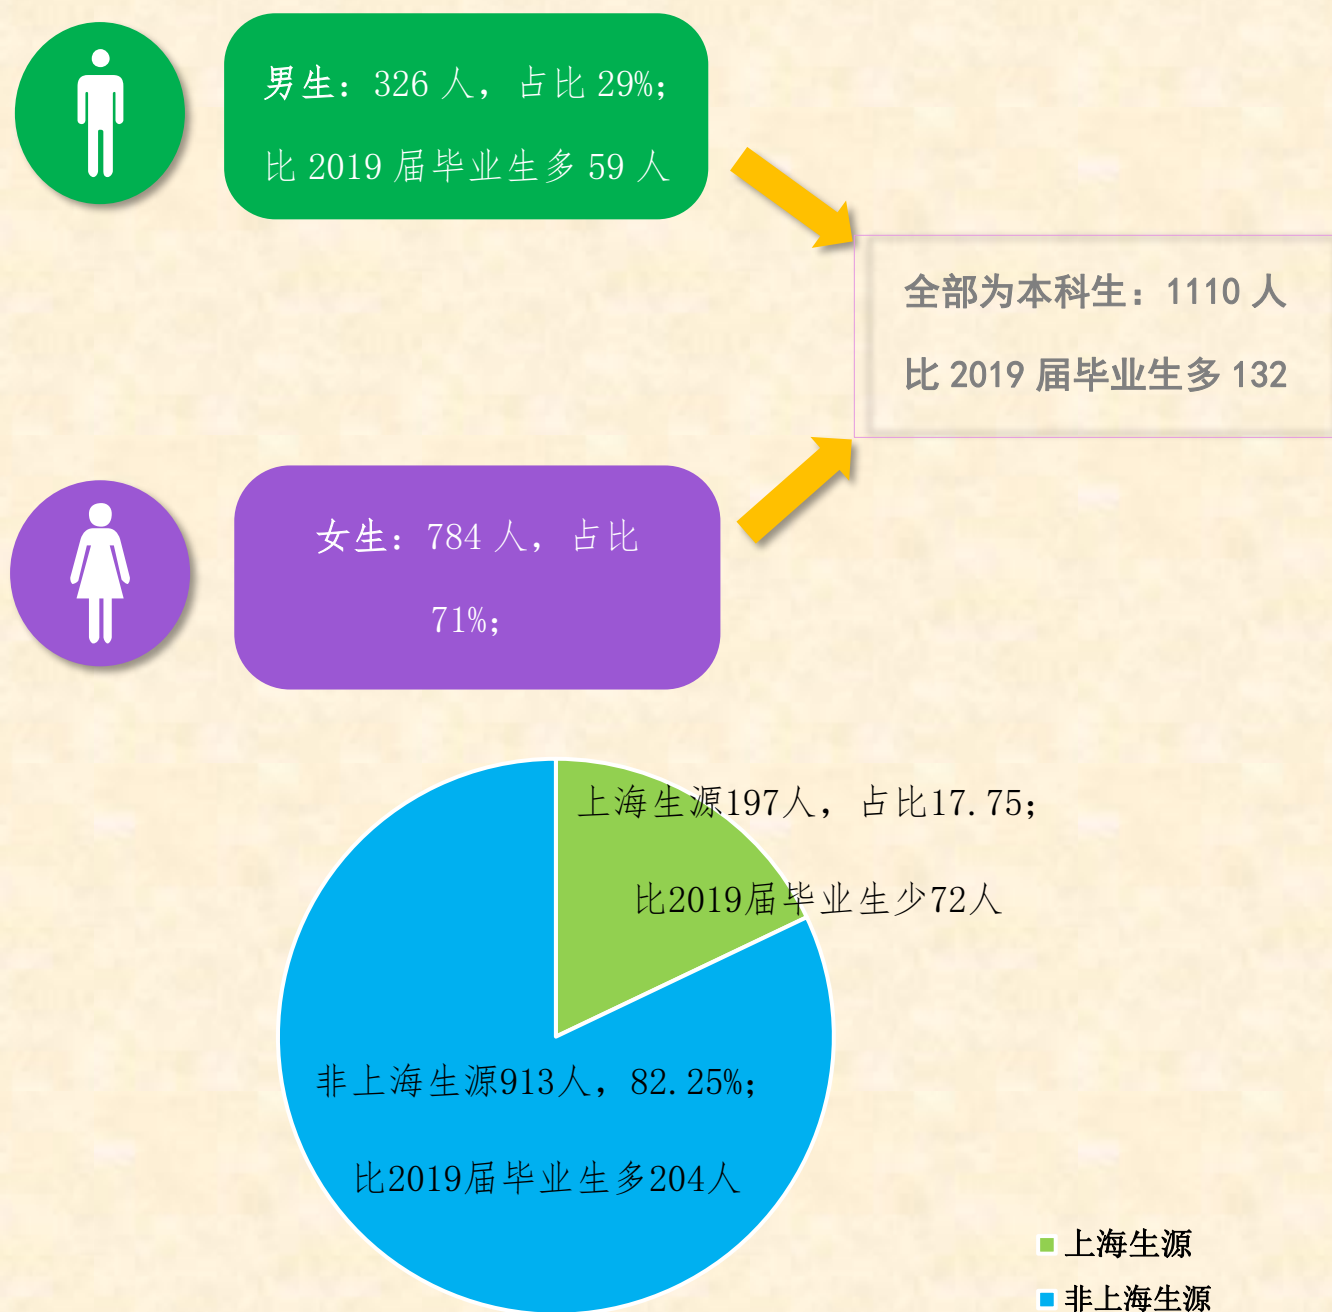 男生：326 人，占比 29%；
比 2019 届毕业生多 59 人
全部为本科生：1110 人
比 2019 届毕业生多 132
女生：784 人，占比
71%；
上海生源197人，占比17.75；
比2019届毕业生少72人
非上海生源913人，82.25%；
比2019届毕业生多204人
上海生源
非上海生源